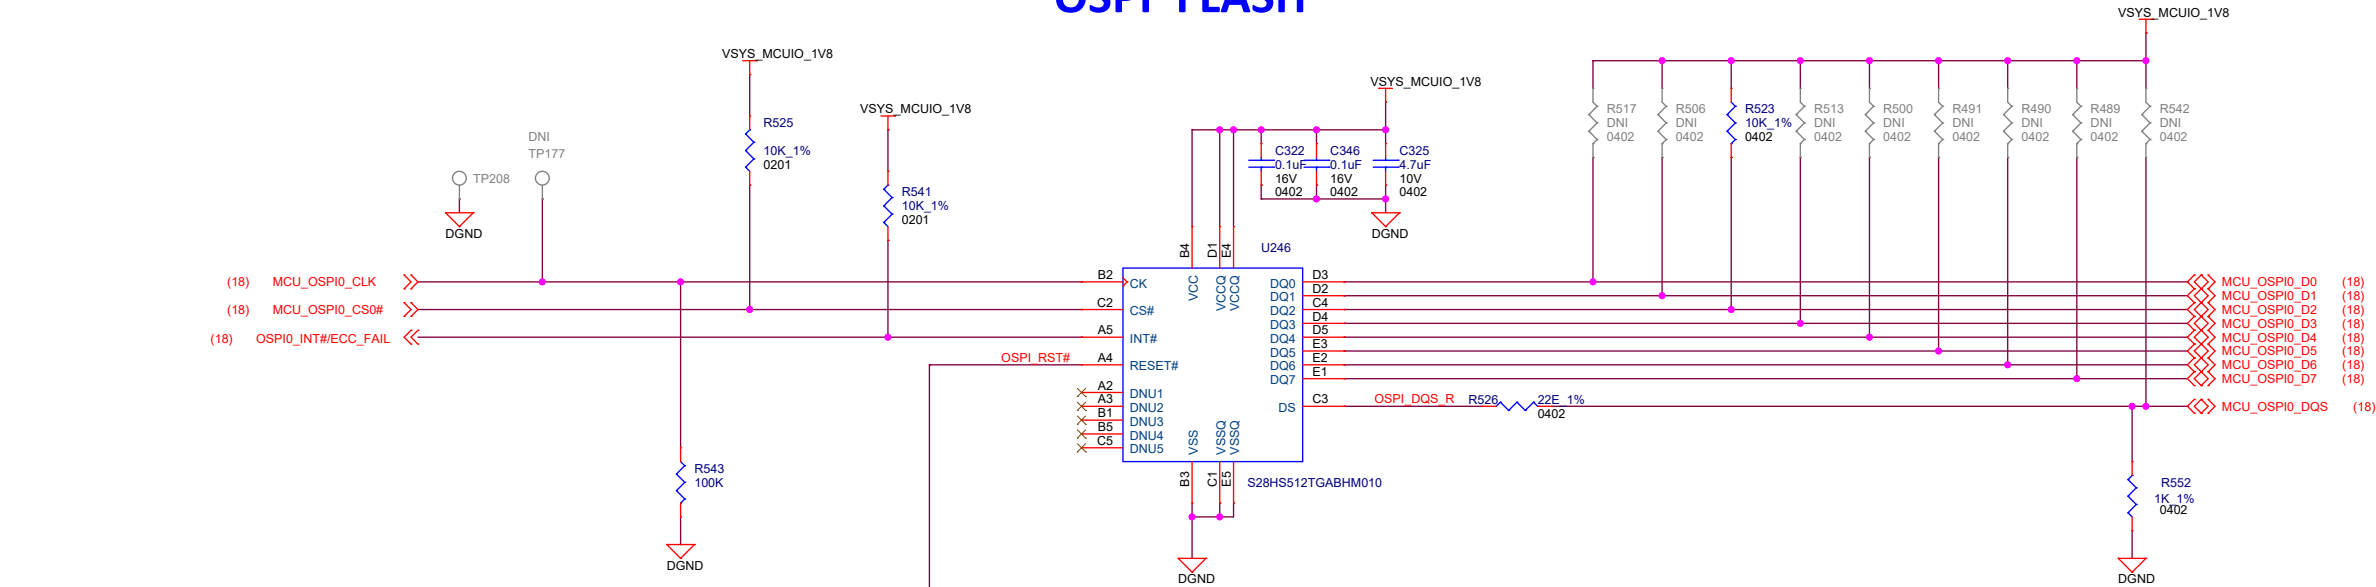 OSPI FLASH
VSYS_MCUIO_1V8
R525
10K_1%
0201
VSYS_MCUIO_1V8
R541
10K_1%
0201
DNI
TP177
TP208
DGND
VSYS_MCUIO_1V8
C322
0.1uF
16V
0402
C346
0.1uF
16V
0402
C325
4.7uF
10V
0402
DGND
VSYS_MCUIO_1V8
R517
DNI
0402
R506
DNI
0402
R523
10K_1%
0402
R513
DNI
0402
R500
DNI
0402
R491
DNI
0402
R490
DNI
0402
R489
DNI
0402
R542
DNI
0402
(18) MCU_OSPI0_CLK
(18) MCU_OSPI0_CS0#
(18) OSPI0_INT#/ECC_FAIL
OSPI_RST#
U246
B4
D1
E4
VCC
VCCQ
VCCQ
B2 CK
C2 CS#
A5 INT#
A4 RESET#
A2 DNU1
A3 DNU2
B1 DNU3
B5 DNU4
C5 DNU5
DQ0 D3
DQ1 D2
DQ2 C4
DQ3 D4
DQ4 D5
DQ5 E3
DQ6 E2
DQ7 E1
DS C3
VSS
VSSQ
VSSQ
B3
C1
E5
S28HS512TGABHM010
DGND
OSPI_DQS_R
R526
22E_1%
0402
MCU_OSPI0_D0 (18)
MCU_OSPI0_D1 (18)
MCU_OSPI0_D2 (18)
MCU_OSPI0_D3 (18)
MCU_OSPI0_D4 (18)
MCU_OSPI0_D5 (18)
MCU_OSPI0_D6 (18)
MCU_OSPI0_D7 (18)
MCU_OSPI0_DQS (18)
R543
100K
DGND
R552
1K_1%
0402
DGND